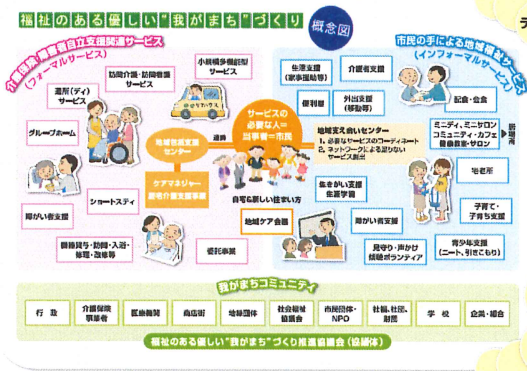 福祉のある優しい"我がまち"づくり
概念図
介護保険・障害者自立支援関連サービス
(フォーマルサービス)
市民の手による地域福祉サービス
(インフォーマルサービス)
訪問介護・訪問看護
サービス
小規模多機能型
サービス
通所(デイ)
サービス
グループホーム
地域包括支援
センター
ケアマネジャー
居宅介護支援事業
障がい者支援
ショートステイ
委託事業
連携
サービスの
必要な人=
当事者=市民
自宅&新しい住まい方
地域ケア会議
生活支援
(家事援助等)
介護者支援
便利屋
外出支援
(移動等)
配食・会食
地域支え合いセンター
1、必要なサービスのコーディネート
2、ネットワークによる足りない
サービス創出
ミニデイ、ミニサロン
コミュニティ・カフェ
健康教室・サロン
居場所
宅老所
生きがい支援
生涯学習
子育て・
子育ち支援
障がい者支援
見守り・声かけ
傾聴ボランティア
青少年支援
(ニート、引きこもり)
我がまちコミュニティ
行 政
介護保険
事業者
医療機関
商店街
地縁団体
社会福祉
協議会
市民団体・
NPO
社福、社団、
財団
学 校
企業・組合
福祉のある優しい"我がまち"づくり推進協議会(協議体)